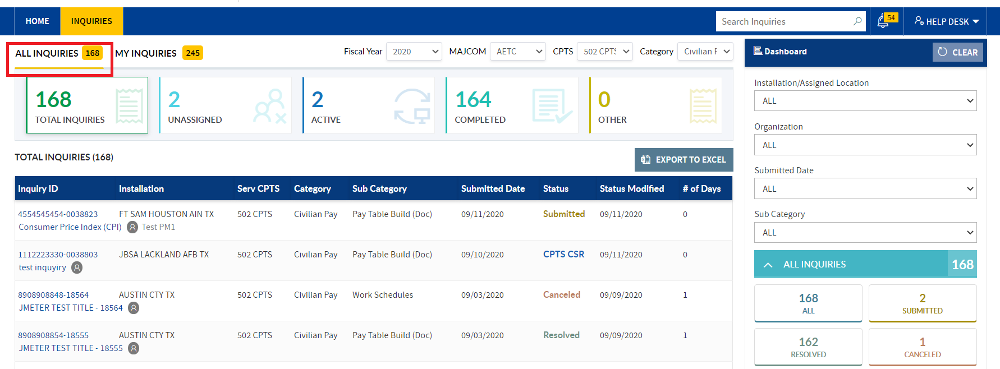 HOME
INQUIRIES
Search Inquiries
54
HELP DESK
ALL INQUIRIES 168
MY INQUIRIES 245
Fiscal Year 2020
MAJCOM AETC
CPTS 502 CPTS
Category Civilian F
168
TOTAL INQUIRIES
2
UNASSIGNED
2
ACTIVE
164
COMPLETED
0
OTHER
TOTAL INQUIRIES (168)
EXPORT TO EXCEL
Inquiry ID Installation Serv CPTS Category Sub Category Submitted Date Status Status Modified # of Days
4554545454-0038823 FT SAM HOUSTON AIN TX 502 CPTS Civilian Pay Pay Table Build (Doc) 09/11/2020 Submitted 09/11/2020 0
Consumer Price Index (CPI) Test PM1
1112223330-0038803 JBSA LACKLAND AFB TX 502 CPTS Civilian Pay Pay Table Build (Doc) 09/10/2020 CPTS CSR 09/11/2020 0
test inquyiry
8908908848-18564 AUSTIN CTY TX 502 CPTS Civilian Pay Work Schedules 09/03/2020 Canceled 09/09/2020 1
JMETER TEST TITLE - 18564
8908908854-18555 AUSTIN CTY TX 502 CPTS Civilian Pay Pay Table Build (Doc) 09/03/2020 Resolved 09/09/2020 1
JMETER TEST TITLE - 18555
Dashboard
CLEAR
Installation/Assigned Location
ALL
Organization
ALL
Submitted Date
ALL
Sub Category
ALL
ALL INQUIRIES 168
168
ALL
2
SUBMITTED
162
RESOLVED
1
CANCELED